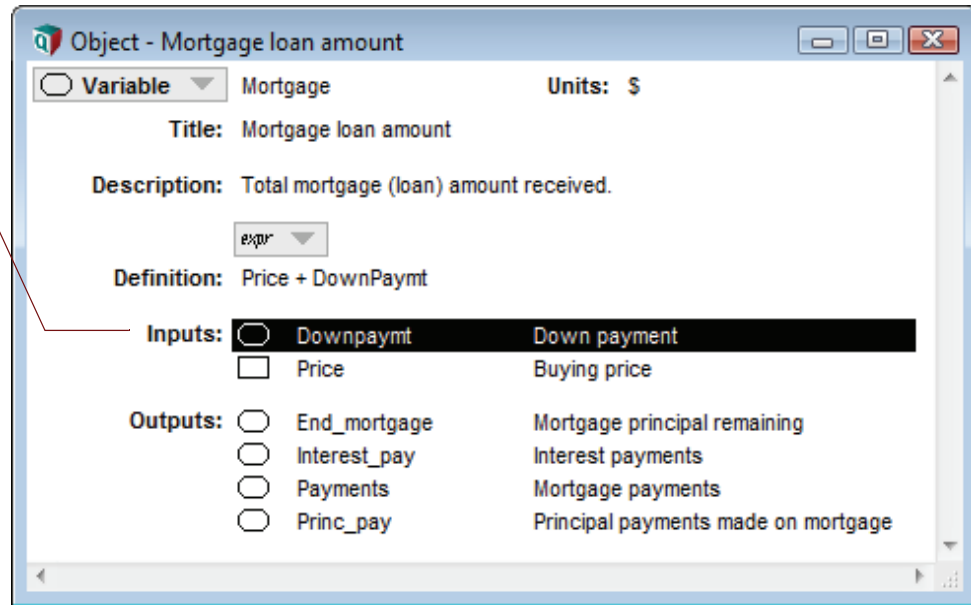 Object - Mortgage loan amount
Variable Mortgage Units: $
Title: Mortgage loan amount
Description: Total mortgage (loan) amount received.
expr
Definition: Price + DownPaymt
Inputs: Downpaymt Down payment
Price Buying price
Outputs: End_mortgage Mortgage principal remaining
Interest_pay Interest payments
Payments Mortgage payments
Princ_pay Principal payments made on mortgage